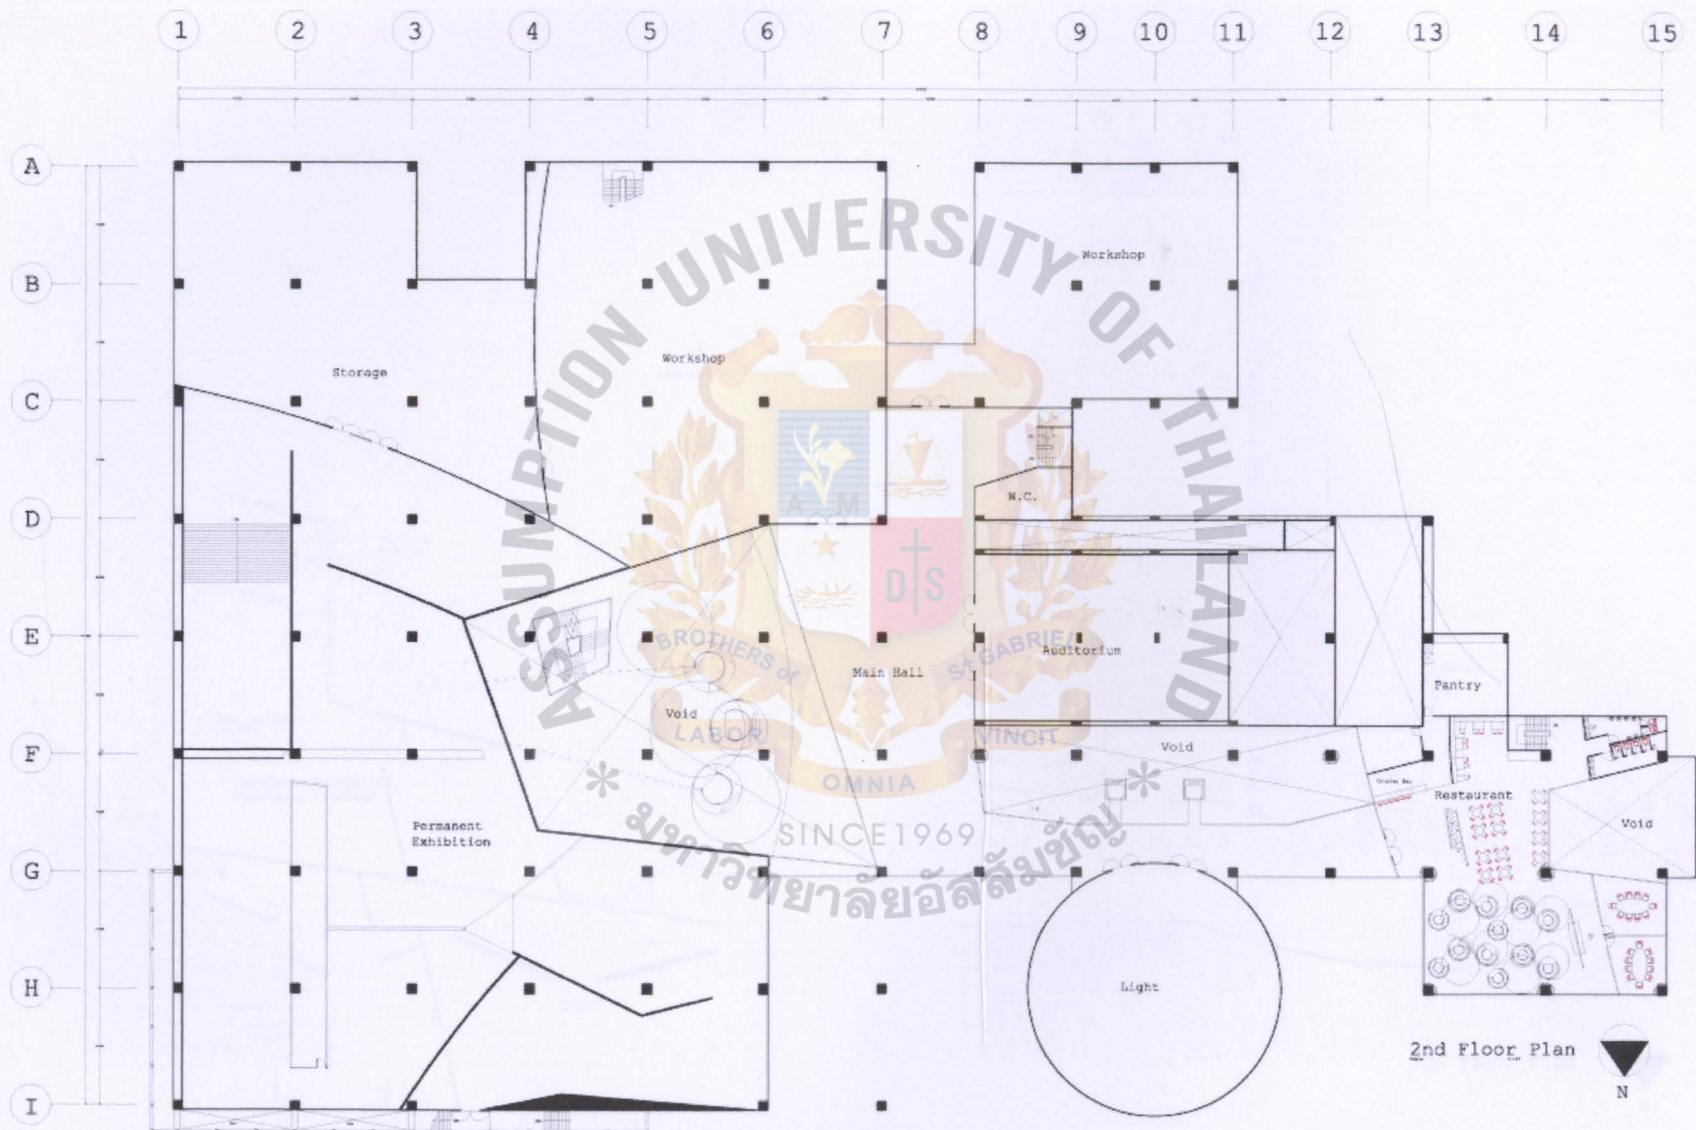 1 2 3 4 5 6 7 8 9 10 11 12 13 14 15
A
B
C
D
E
F
G
H
I
Storage
Workshop
Workshop
W.C.
Auditorium
Main Hall
Void
Void
Pantry
Restaurant
Void
Permanent
Exhibition
Light
2nd Floor Plan
N
ASSUMPTION UNIVERSITY OF THAILAND
A M
D S
BROTHERS of ST GABRIEL
LABOR
VINCIT
OMNIA
SINCE1969
* มหาวิทยาลัยอัสสัมชัญ *